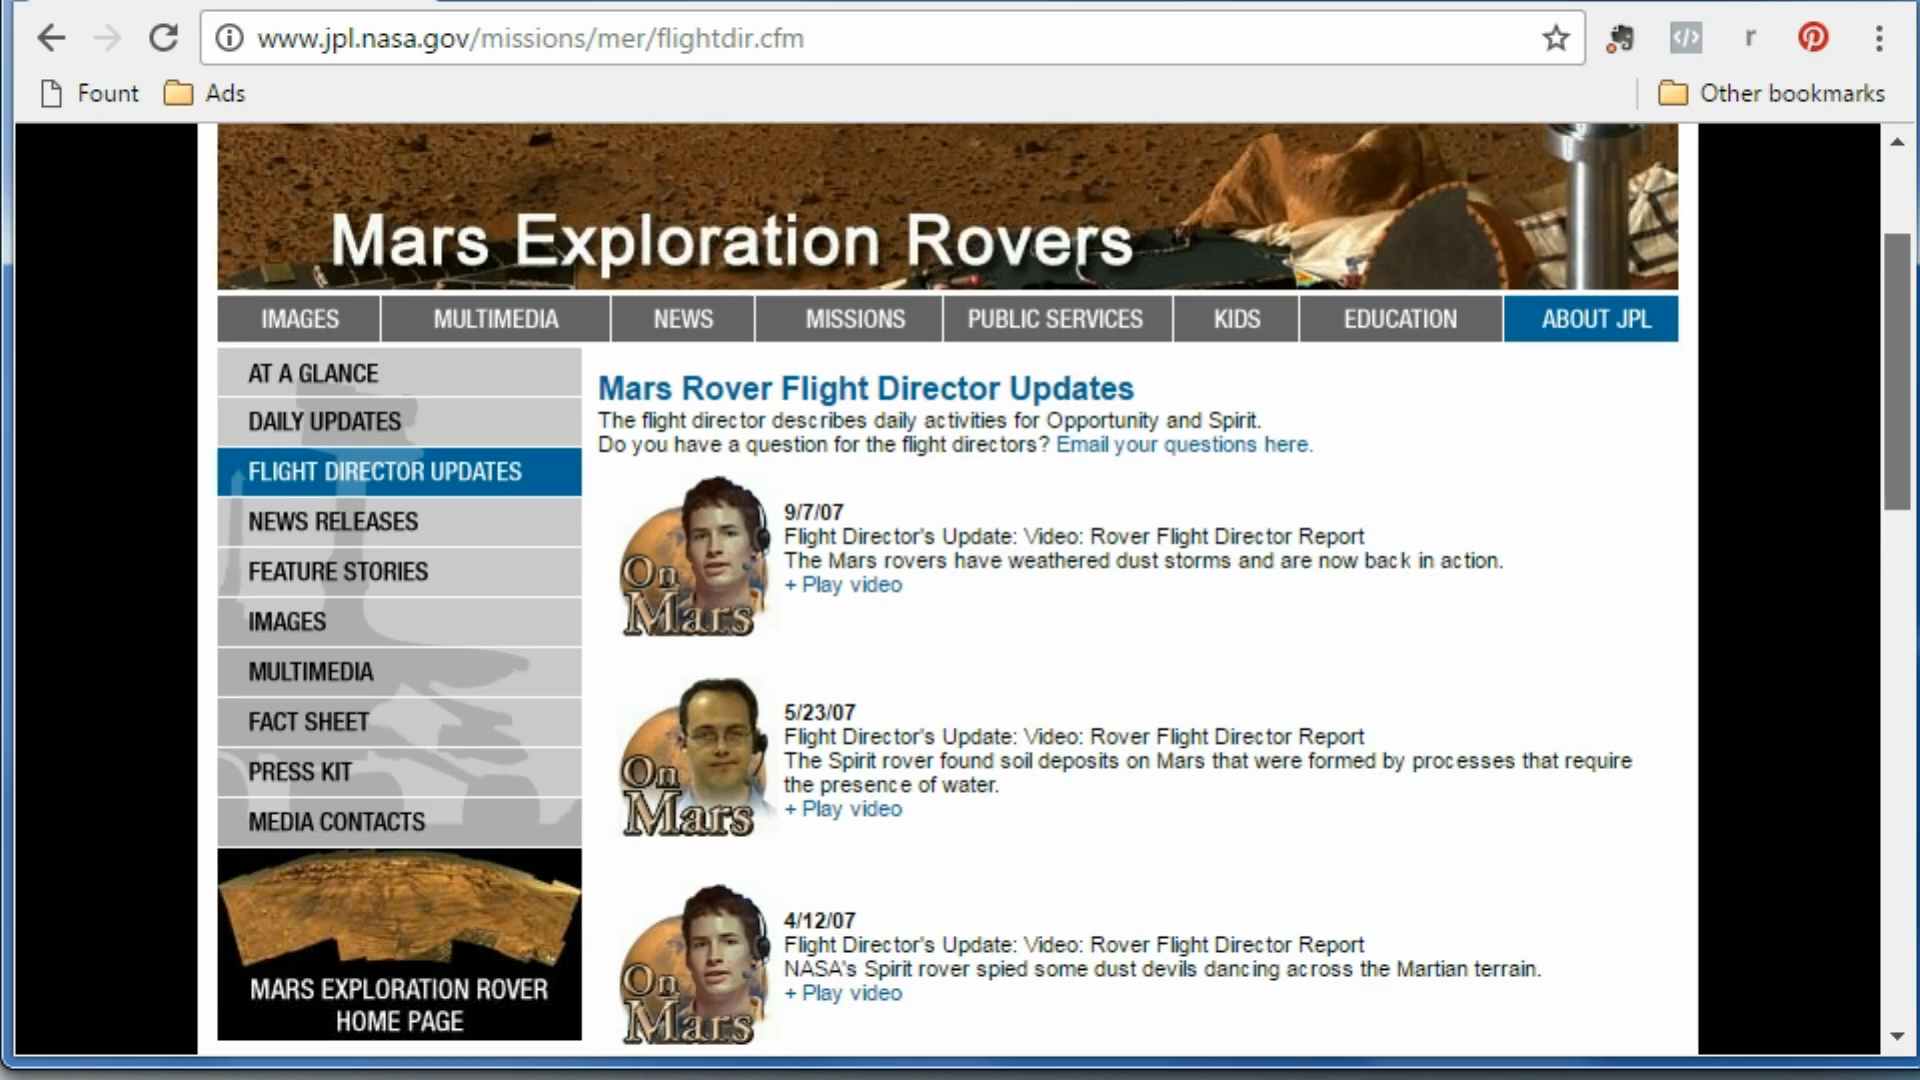 www.jpl.nasa.gov/missions/mer/flightdir.cfm
r
Fount
Ads
Other bookmarks
Mars Exploration Rovers
IMAGES
MULTIMEDIA
NEWS
MISSIONS
PUBLIC SERVICES
KIDS
EDUCATION
ABOUT JPL
AT A GLANCE
DAILY UPDATES
FLIGHT DIRECTOR UPDATES
NEWS RELEASES
FEATURE STORIES
IMAGES
MULTIMEDIA
FACT SHEET
PRESS KIT
MEDIA CONTACTS
MARS EXPLORATION ROVER
HOME PAGE
Mars Rover Flight Director Updates
The flight director describes daily activities for Opportunity and Spirit.
Do you have a question for the flight directors? Email your questions here.
On
Mars
9/7/07
Flight Director's Update: Video: Rover Flight Director Report
The Mars rovers have weathered dust storms and are now back in action.
+ Play video
On
Mars
5/23/07
Flight Director's Update: Video: Rover Flight Director Report
The Spirit rover found soil deposits on Mars that were formed by processes that require
the presence of water.
+ Play video
On
Mars
4/12/07
Flight Director's Update: Video: Rover Flight Director Report
NASA's Spirit rover spied some dust devils dancing across the Martian terrain.
+ Play video